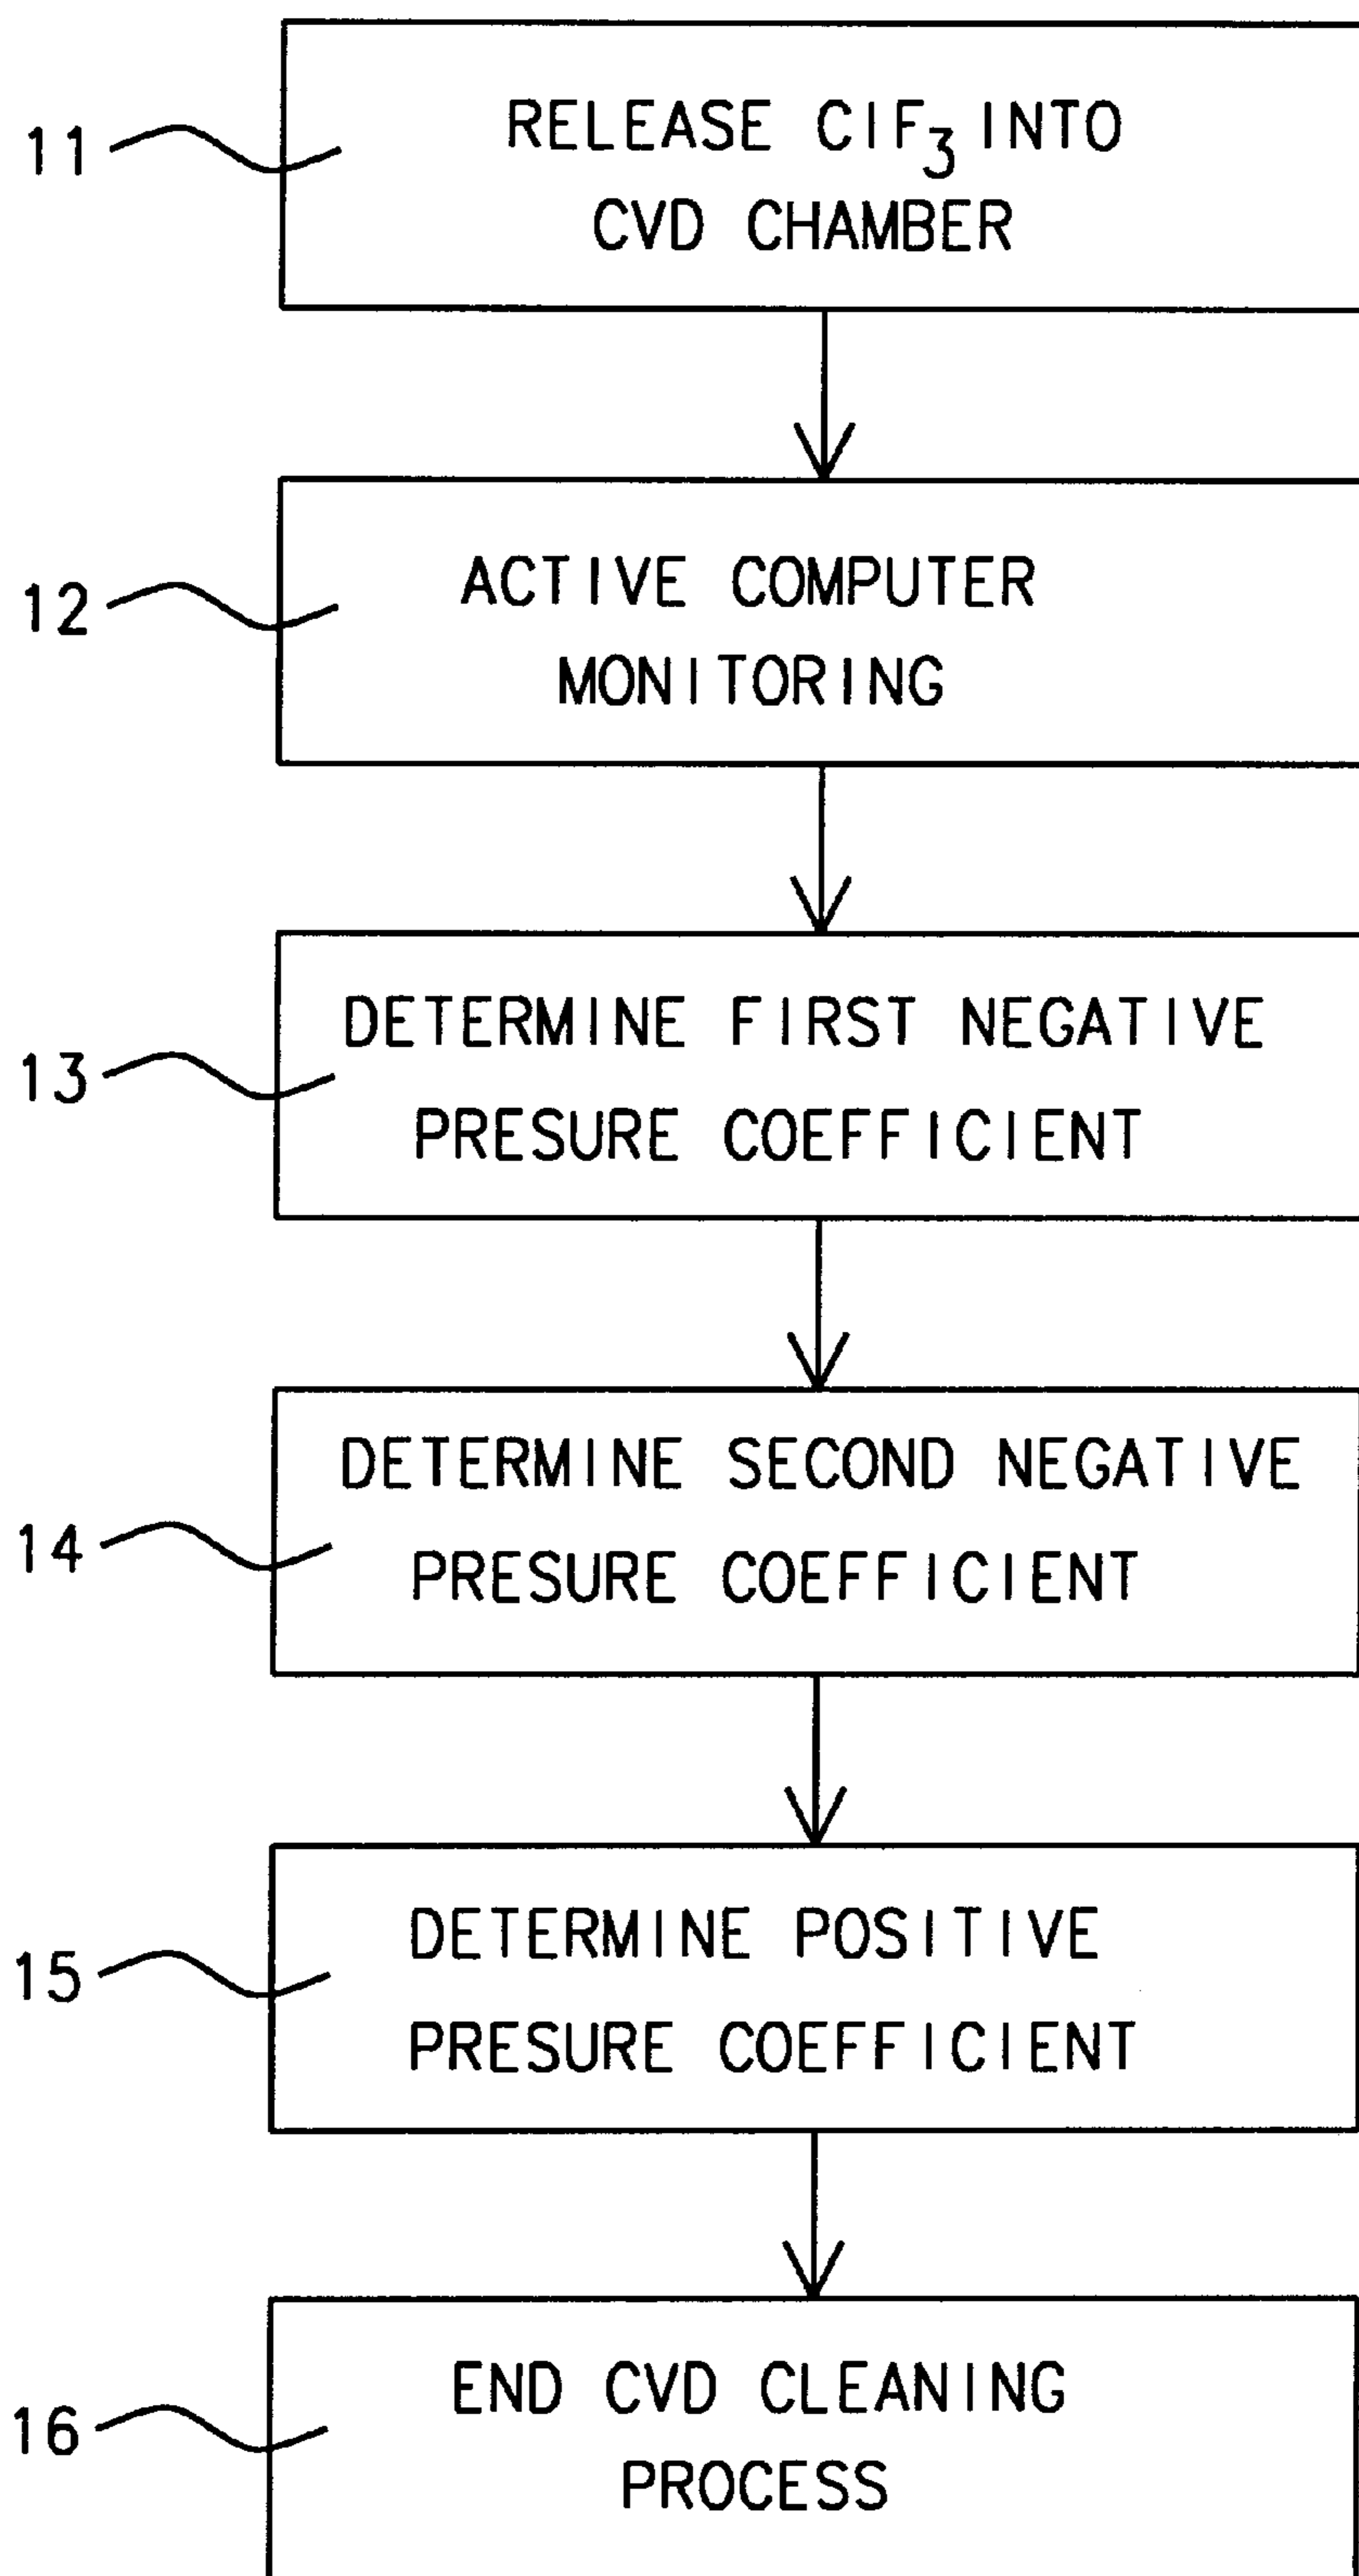 11
RELEASE ClF₃ INTO
CVD CHAMBER
12
ACTIVE COMPUTER
MONITORING
13
DETERMINE FIRST NEGATIVE
PRESURE COEFFICIENT
14
DETERMINE SECOND NEGATIVE
PRESURE COEFFICIENT
15
DETERMINE POSITIVE
PRESURE COEFFICIENT
16
END CVD CLEANING
PROCESS